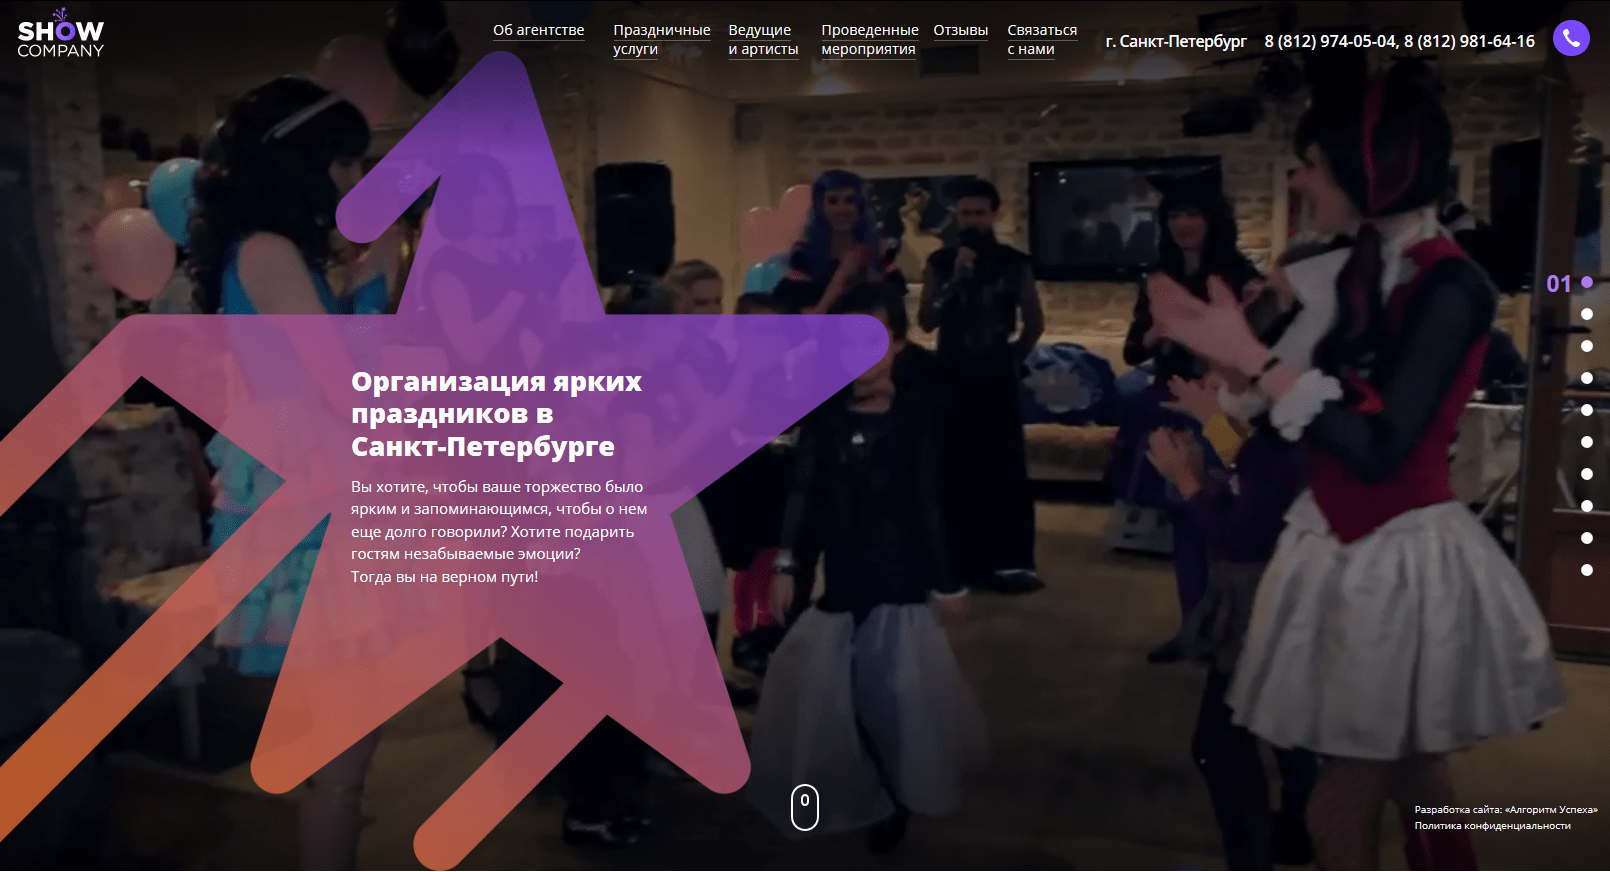 SHOW
COMPANY
Об агентстве
Праздничные
услуги
Ведущие
и артисты
Проведенные
мероприятия
Отзывы
Связаться
с нами
г. Санкт-Петербург
8 (812) 974-05-04, 8 (812) 981-64-16
01
Организация ярких
праздников в
Санкт-Петербурге
Вы хотите, чтобы ваше торжество было
ярким и запоминающимся, чтобы о нем
еще долго говорили? Хотите подарить
гостям незабываемые эмоции?
Тогда вы на верном пути!
Разработка сайта: «Алгоритм Успеха»
Политика конфиденциальности